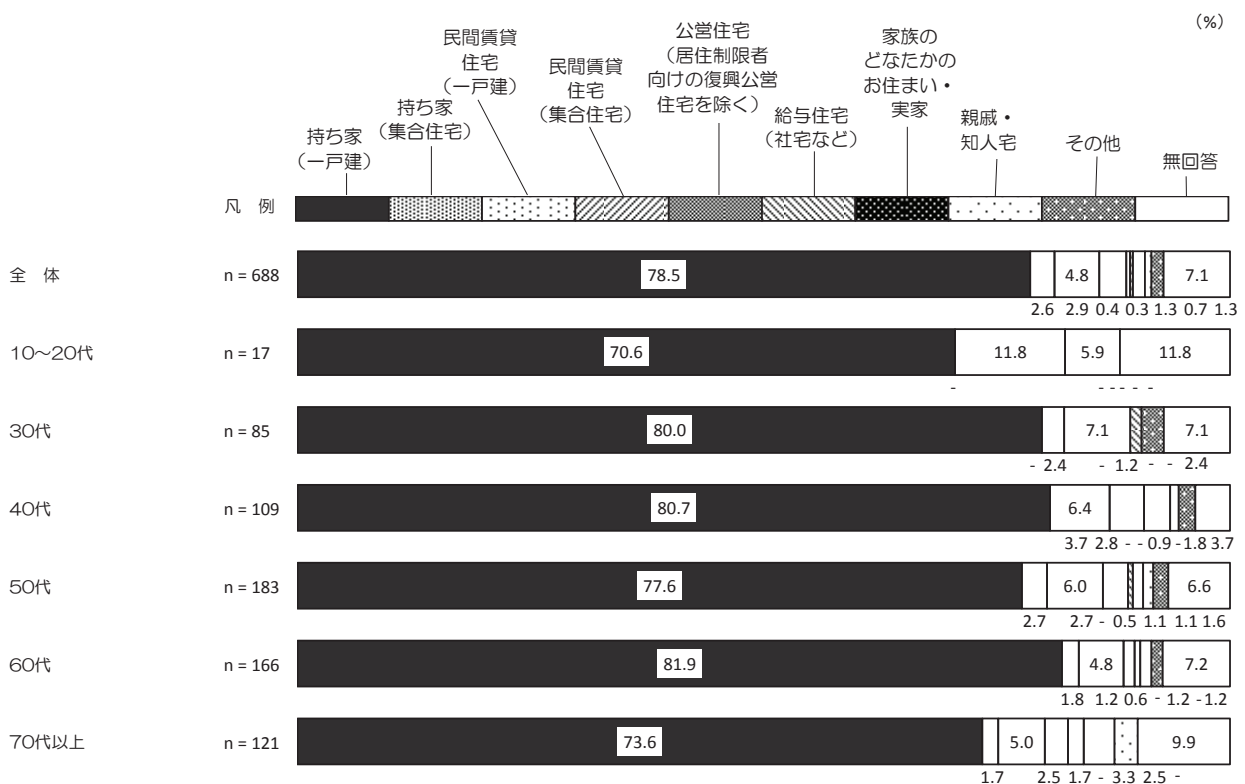 (%)
民間賃貸
住宅
（一戸建）
民間賃貸
住宅
（集合住宅）
公営住宅
（居住制限者
向けの復興公営
住宅を除く）
家族の
どなたかの
お住まい・
実家
持ち家
（一戸建）
持ち家
（集合住宅）
給与住宅
（社宅など）
親戚・
知人宅
その他
無回答
凡　例
全　体 n = 688 78.5 4.8 7.1
2.6 2.9 0.4 0.3 1.3 0.7 1.3
10～20代 n = 17 70.6 11.8 5.9 11.8
- - - - - -
30代 n = 85 80.0 7.1 7.1
- 2.4 - 1.2 - - 2.4
40代 n = 109 80.7 6.4
3.7 2.8 - - 0.9 - 1.8 3.7
50代 n = 183 77.6 6.0 6.6
2.7 2.7 - 0.5 1.1 1.1 1.6
60代 n = 166 81.9 4.8 7.2
1.8 1.2 0.6 - 1.2 - 1.2
70代以上 n = 121 73.6 5.0 9.9
1.7 2.5 1.7 - 3.3 2.5 -